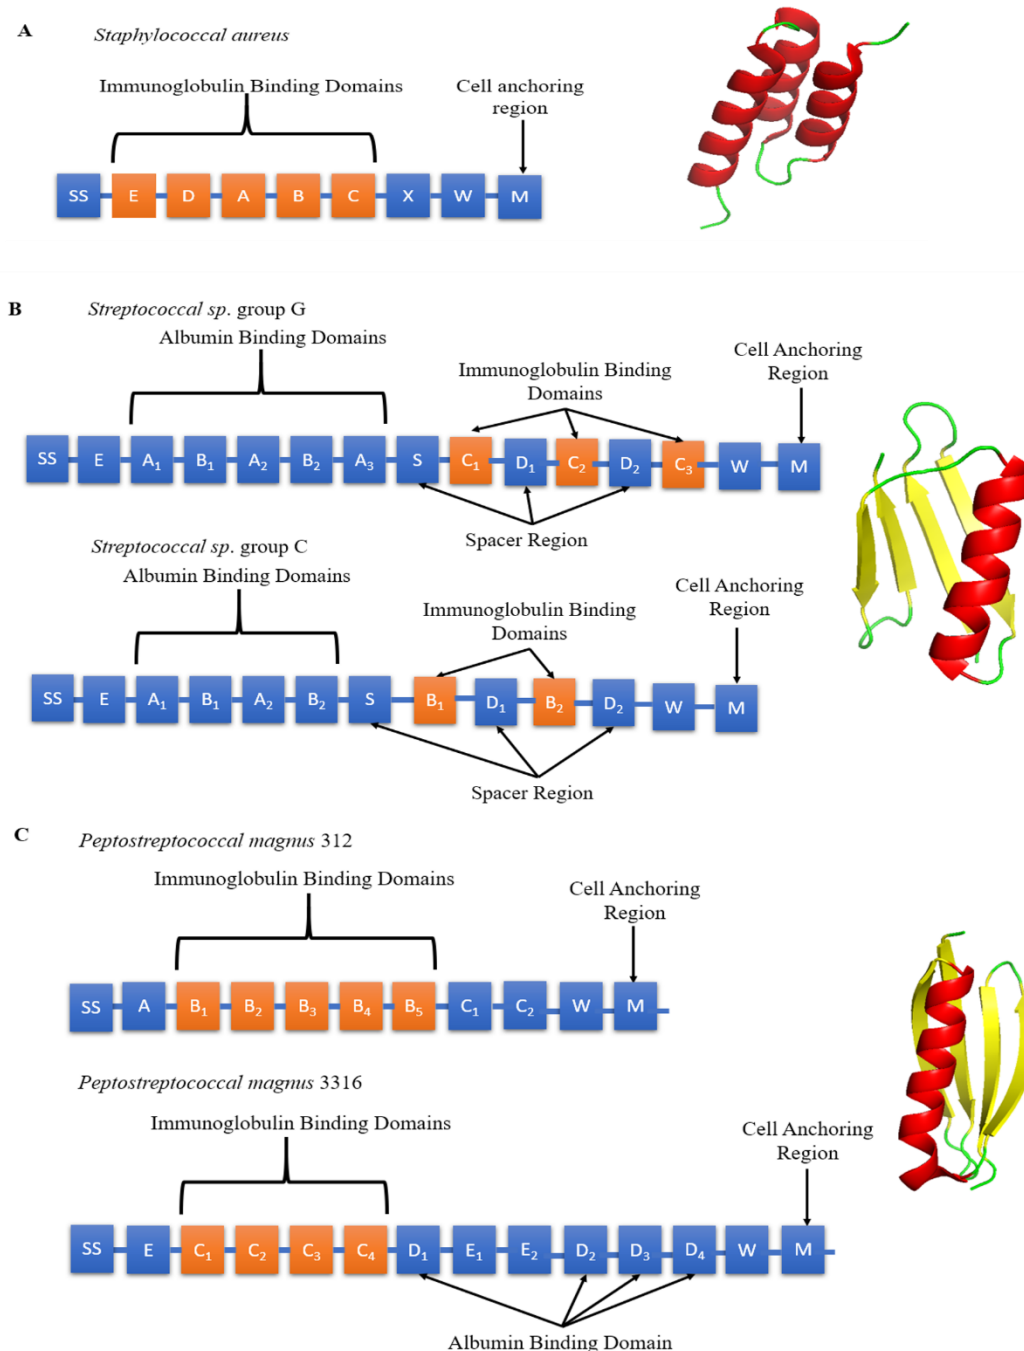 A
Staphylococcal aureus
Immunoglobulin Binding Domains
Cell anchoring
region
SS E D A B C X W M
B
Streptococcal sp. group G
Albumin Binding Domains
Cell Anchoring
Region
Immunoglobulin Binding
Domains
SS E A1 B1 A2 B2 A3 S C1 D1 C2 D2 C3 W M
Spacer Region
Streptococcal sp. group C
Albumin Binding Domains
Cell Anchoring
Region
Immunoglobulin Binding
Domains
SS E A1 B1 A2 B2 S B1 D1 B2 D2 W M
Spacer Region
C
Peptostreptococcal magnus 312
Immunoglobulin Binding Domains
Cell Anchoring
Region
SS A B1 B2 B3 B4 B5 C1 C2 W M
Peptostreptococcal magnus 3316
Immunoglobulin Binding Domains
Cell Anchoring
Region
SS E C1 C2 C3 C4 D1 E1 E2 D2 D3 D4 W M
Albumin Binding Domain